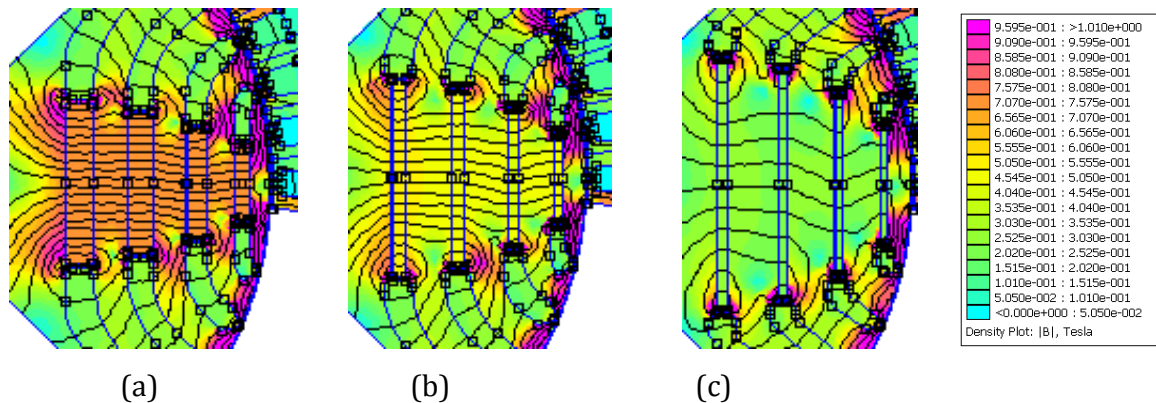 9.595e-001 : >1.010e+000
9.090e-001 : 9.595e-001
8.585e-001 : 9.090e-001
8.080e-001 : 8.585e-001
7.575e-001 : 8.080e-001
7.070e-001 : 7.575e-001
6.565e-001 : 7.070e-001
6.060e-001 : 6.565e-001
5.555e-001 : 6.060e-001
5.050e-001 : 5.555e-001
4.545e-001 : 5.050e-001
4.040e-001 : 4.545e-001
3.535e-001 : 4.040e-001
3.030e-001 : 3.535e-001
2.525e-001 : 3.030e-001
2.020e-001 : 2.525e-001
1.515e-001 : 2.020e-001
1.010e-001 : 1.515e-001
5.050e-002 : 1.010e-001
<0.000e+000 : 5.050e-002
Density Plot: |B|, Tesla
(a) (b) (c)